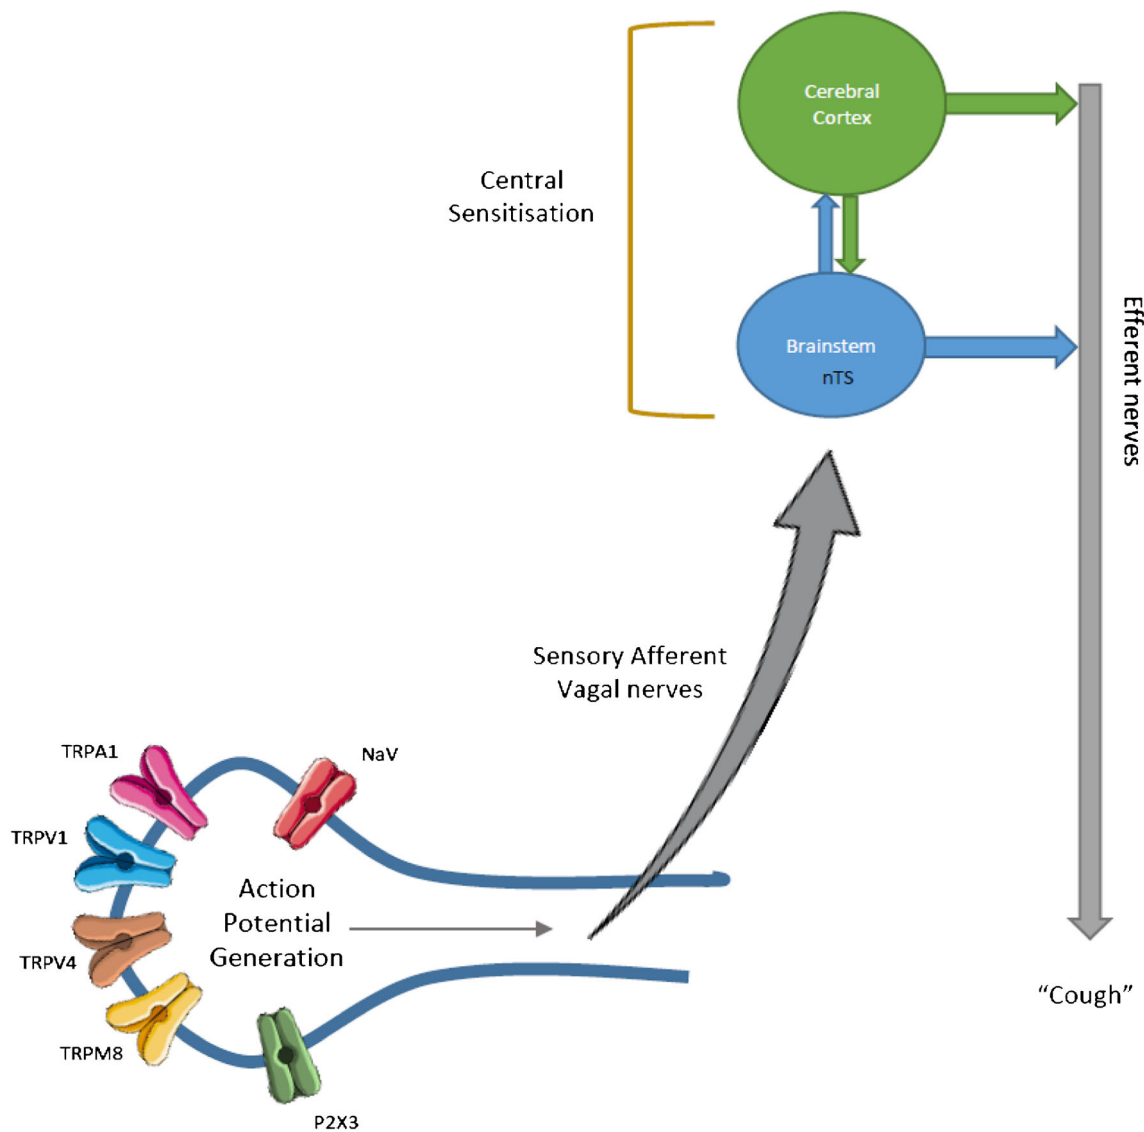 Cerebral
Cortex
Central
Sensitisation
Brainstem
nTS
Efferent nerves
Sensory Afferent
Vagal nerves
TRPA1
NaV
TRPV1
Action
Potential
Generation
TRPV4
TRPM8
P2X3
“Cough”